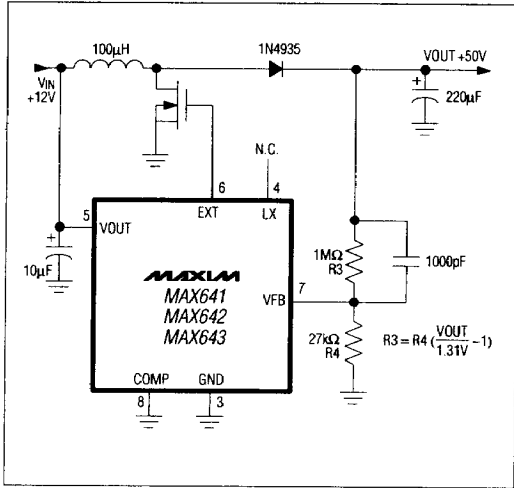 100µH
1N4935
VOUT +50V
VIN
+12V
220µF
N.C.
6
4
EXT
LX
5
VOUT
10µF
MAXIM
MAX641
MAX642
MAX643
1MΩ
R3
1000pF
7
VFB
27kΩ
R4
R3 = R4 (VOUT/1.31V −1)
COMP
GND
8
3